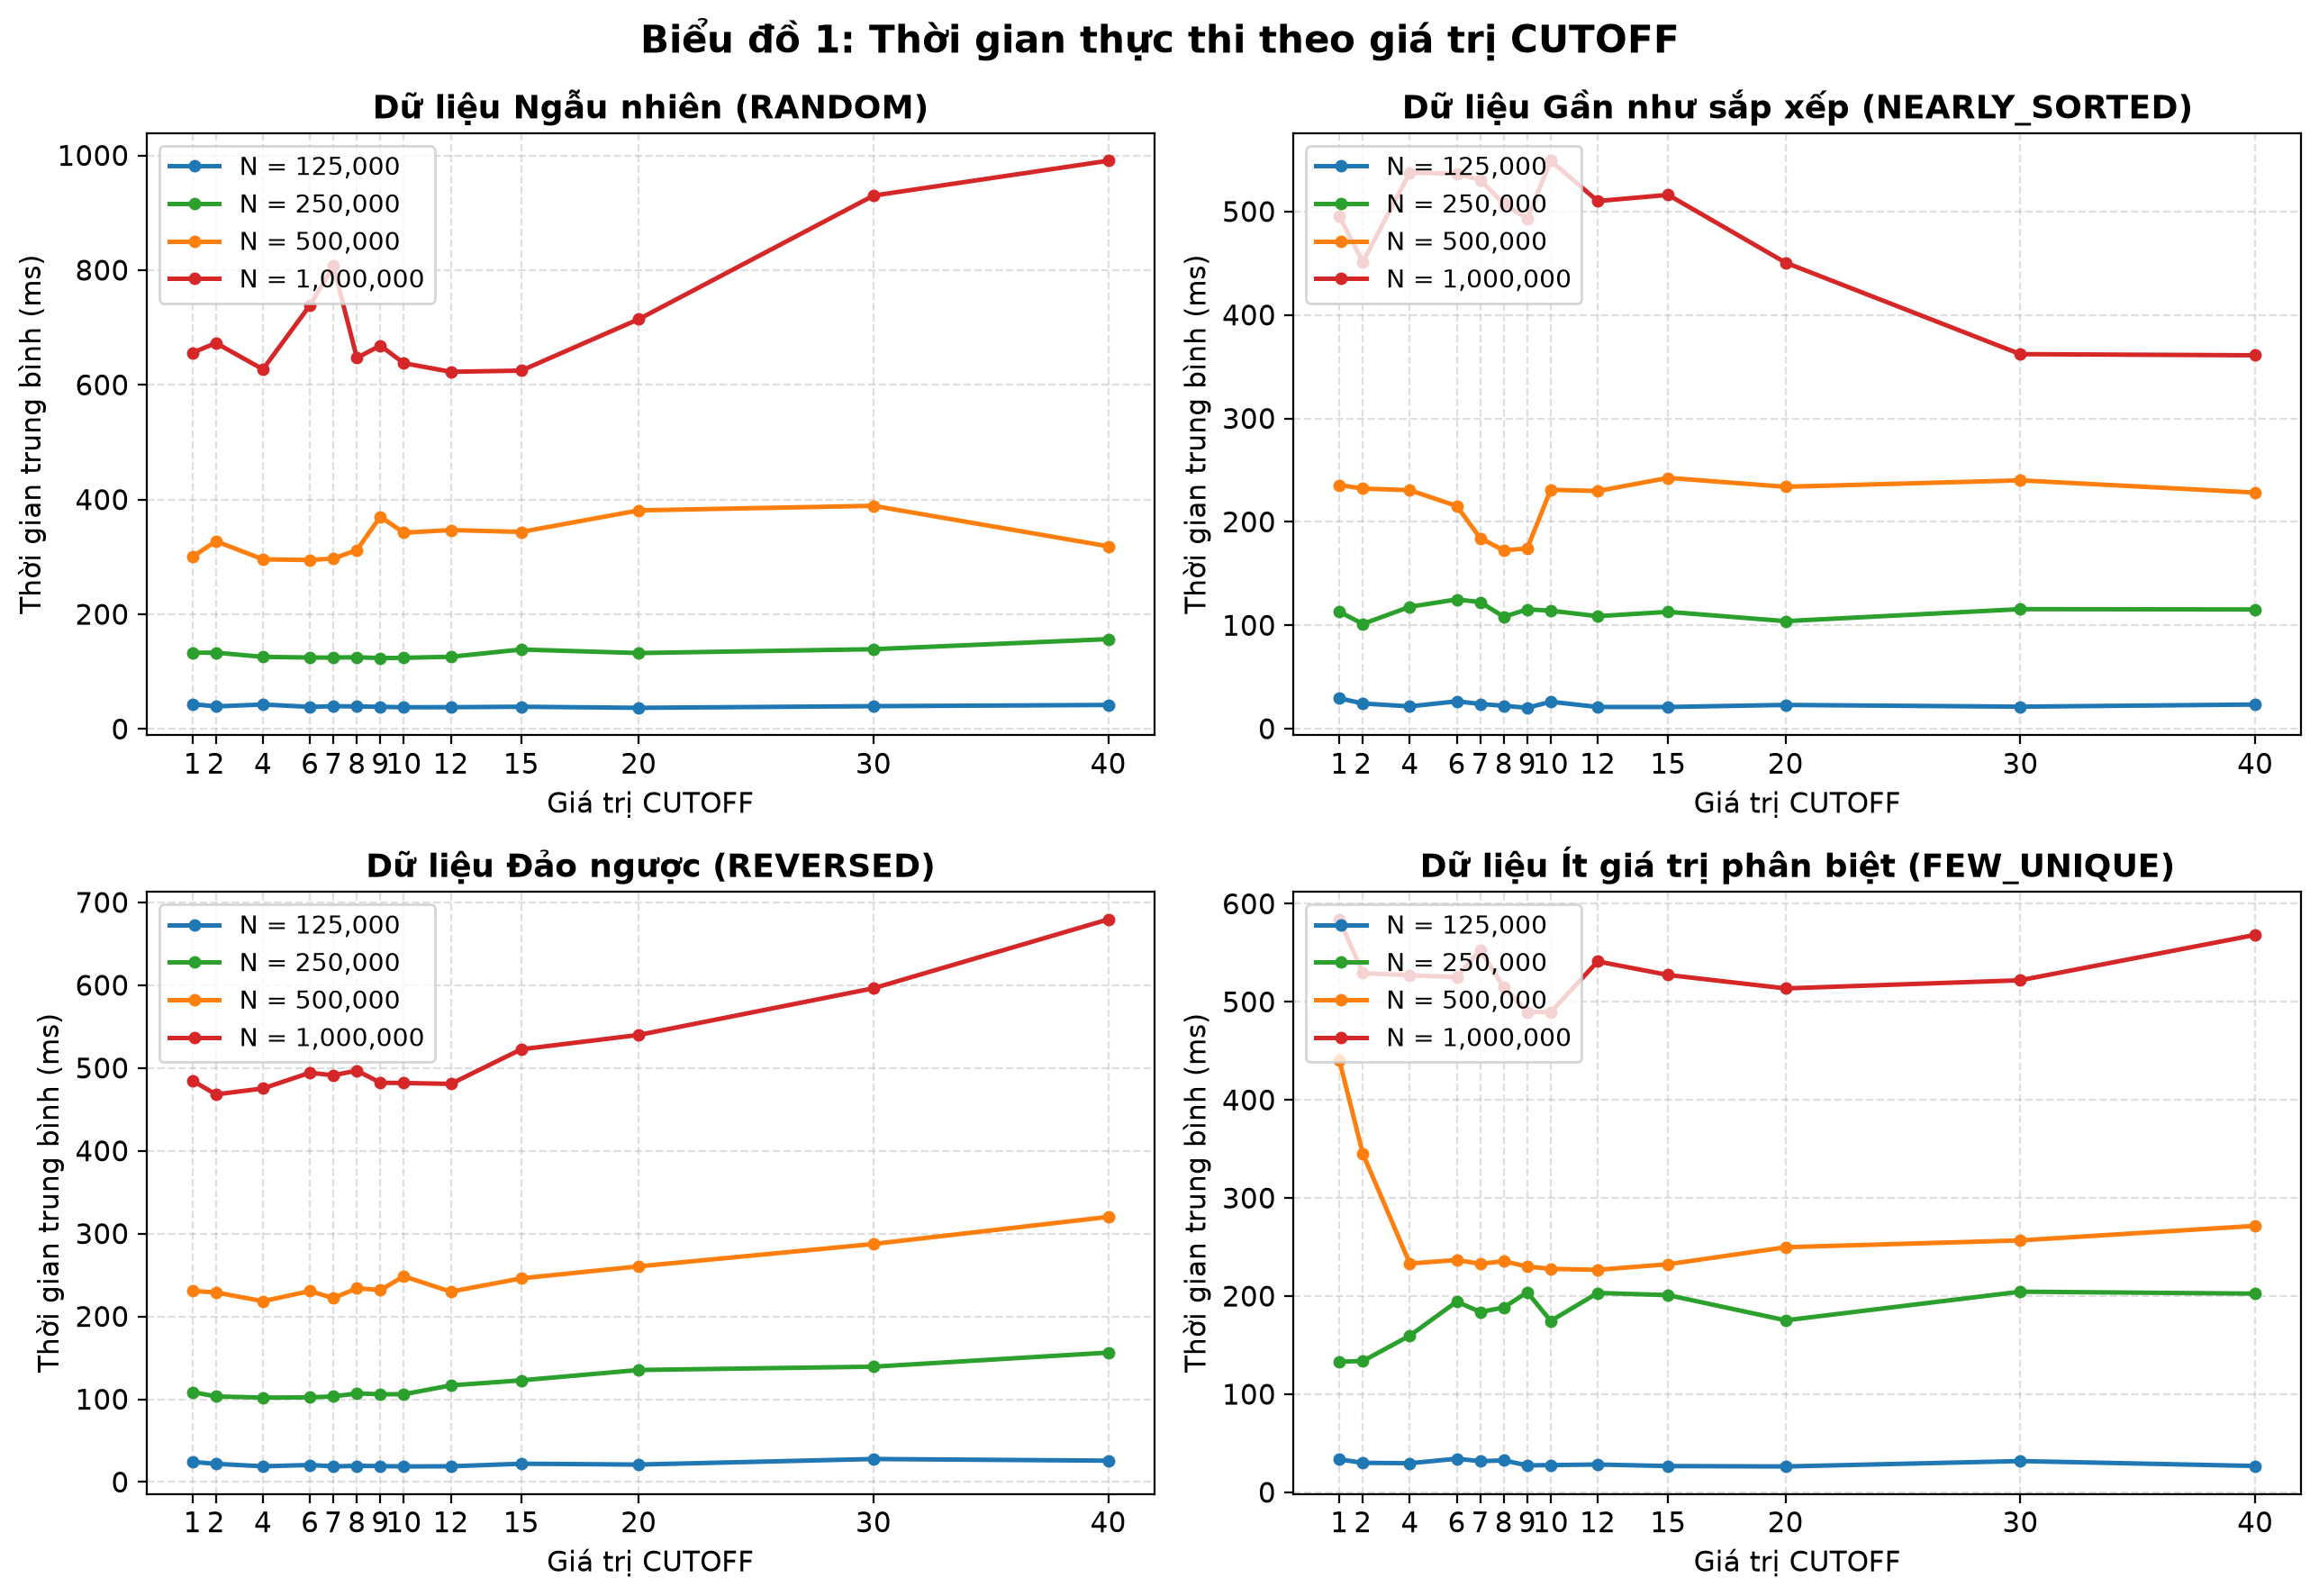 Biểu đồ 1: Thời gian thực thi theo giá trị CUTOFF
Dữ liệu Ngẫu nhiên (RANDOM)
Thời gian trung bình (ms)
1000
800
600
400
200
0
N = 125,000
N = 250,000
N = 500,000
N = 1,000,000
1 2 4 6 7 8 9 10 12 15 20 30 40
Giá trị CUTOFF
Dữ liệu Gần như sắp xếp (NEARLY_SORTED)
Thời gian trung bình (ms)
500
400
300
200
100
0
N = 125,000
N = 250,000
N = 500,000
N = 1,000,000
1 2 4 6 7 8 9 10 12 15 20 30 40
Giá trị CUTOFF
Dữ liệu Đảo ngược (REVERSED)
Thời gian trung bình (ms)
700
600
500
400
300
200
100
0
N = 125,000
N = 250,000
N = 500,000
N = 1,000,000
1 2 4 6 7 8 9 10 12 15 20 30 40
Giá trị CUTOFF
Dữ liệu Ít giá trị phân biệt (FEW_UNIQUE)
Thời gian trung bình (ms)
600
500
400
300
200
100
0
N = 125,000
N = 250,000
N = 500,000
N = 1,000,000
1 2 4 6 7 8 9 10 12 15 20 30 40
Giá trị CUTOFF